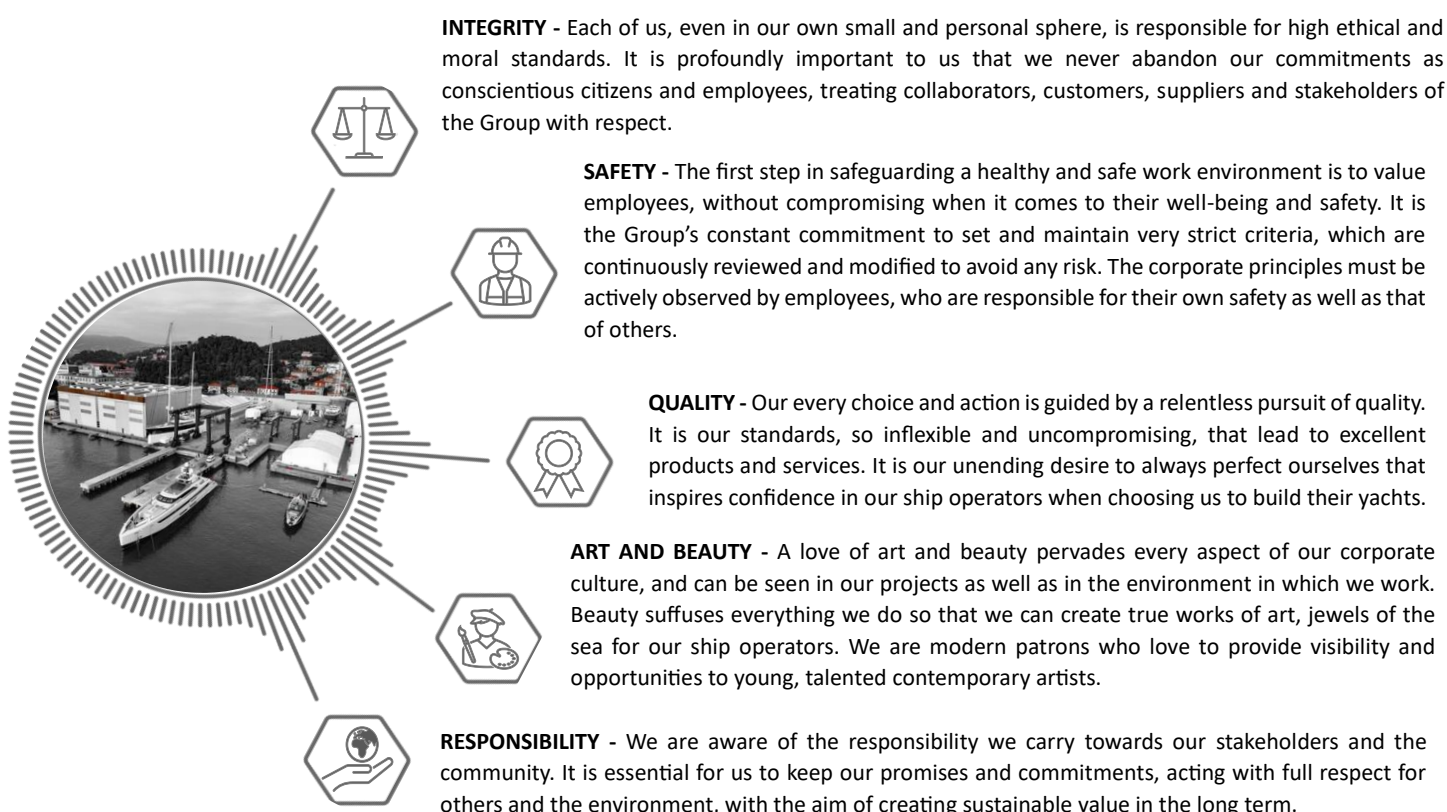 INTEGRITY - Each of us, even in our own small and personal sphere, is responsible for high ethical and
moral standards. It is profoundly important to us that we never abandon our commitments as
conscientious citizens and employees, treating collaborators, customers, suppliers and stakeholders of
the Group with respect.
SAFETY - The first step in safeguarding a healthy and safe work environment is to value
employees, without compromising when it comes to their well-being and safety. It is
the Group’s constant commitment to set and maintain very strict criteria, which are
continuously reviewed and modified to avoid any risk. The corporate principles must be
actively observed by employees, who are responsible for their own safety as well as that
of others.
QUALITY - Our every choice and action is guided by a relentless pursuit of quality.
It is our standards, so inflexible and uncompromising, that lead to excellent
products and services. It is our unending desire to always perfect ourselves that
inspires confidence in our ship operators when choosing us to build their yachts.
ART AND BEAUTY - A love of art and beauty pervades every aspect of our corporate
culture, and can be seen in our projects as well as in the environment in which we work.
Beauty suffuses everything we do so that we can create true works of art, jewels of the
sea for our ship operators. We are modern patrons who love to provide visibility and
opportunities to young, talented contemporary artists.
RESPONSIBILITY - We are aware of the responsibility we carry towards our stakeholders and the
community. It is essential for us to keep our promises and commitments, acting with full respect for
others and the environment, with the aim of creating sustainable value in the long term.